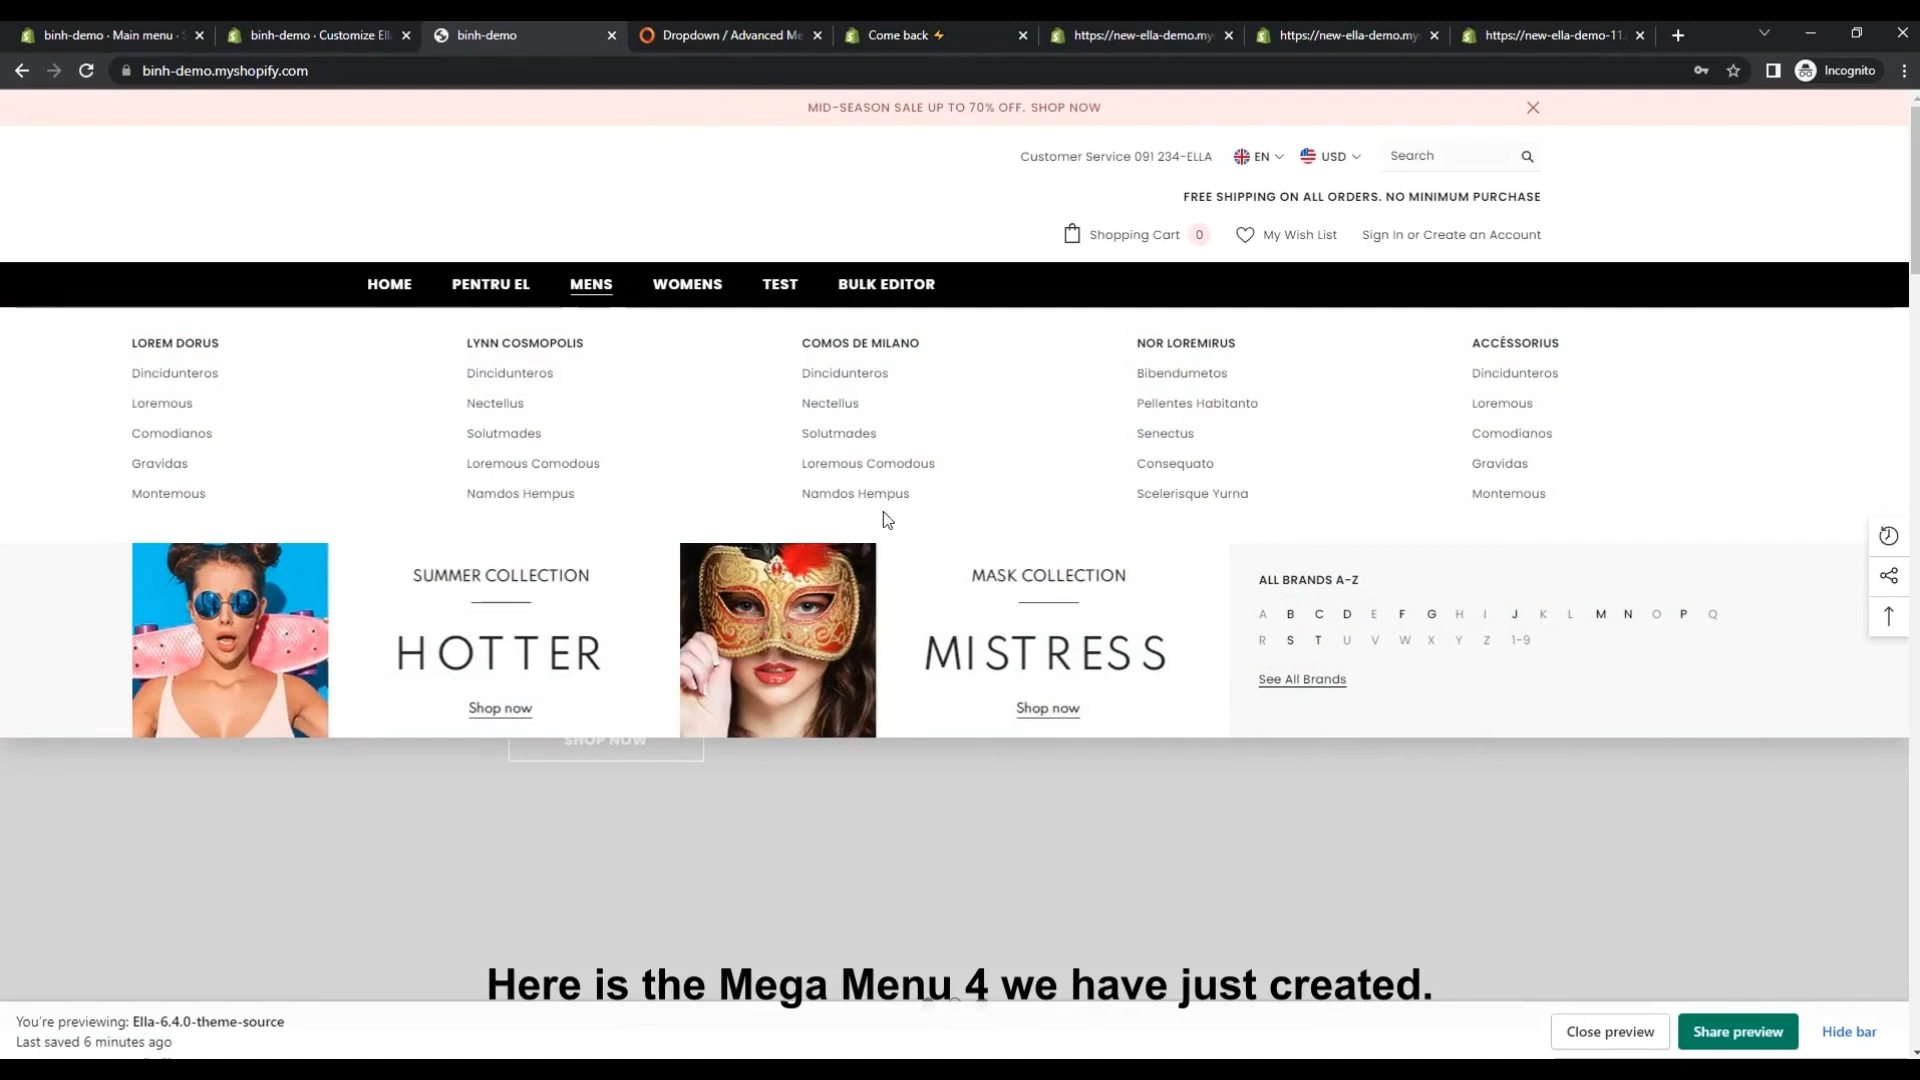 binh-demo · Main menu ·
binh-demo · Customize Ell
binh-demo
Dropdown / Advanced Me
Come back ⚡
https://new-ella-demo.my
https://new-ella-demo.my
https://new-ella-demo-11
binh-demo.myshopify.com
Incognito
MID-SEASON SALE UP TO 70% OFF. SHOP NOW
Customer Service 091 234-ELLA
EN
USD
Search
FREE SHIPPING ON ALL ORDERS. NO MINIMUM PURCHASE
Shopping Cart 0
My Wish List
Sign In or Create an Account
HOME PENTRU EL MENS WOMENS TEST BULK EDITOR
LOREM DORUS
Dincidunteros
Loremous
Comodianos
Gravidas
Montemous
LYNN COSMOPOLIS
Dincidunteros
Nectellus
Solutmades
Loremous Comodous
Namdos Hempus
COMOS DE MILANO
Dincidunteros
Nectellus
Solutmades
Loremous Comodous
Namdos Hempus
NOR LOREMIRUS
Bibendumetos
Pellentes Habitanto
Senectus
Consequato
Scelerisque Yurna
ACCÉSSORIUS
Dincidunteros
Loremous
Comodianos
Gravidas
Montemous
SUMMER COLLECTION
HOTTER
Shop now
MASK COLLECTION
MISTRESS
Shop now
ALL BRANDS A-Z
A B C D E F G H I J K L M N O P Q
R S T U V W X Y Z 1-9
See All Brands
SHOP NOW
Here is the Mega Menu 4 we have just created.
You're previewing: Ella-6.4.0-theme-source
Last saved 6 minutes ago
Close preview
Share preview
Hide bar